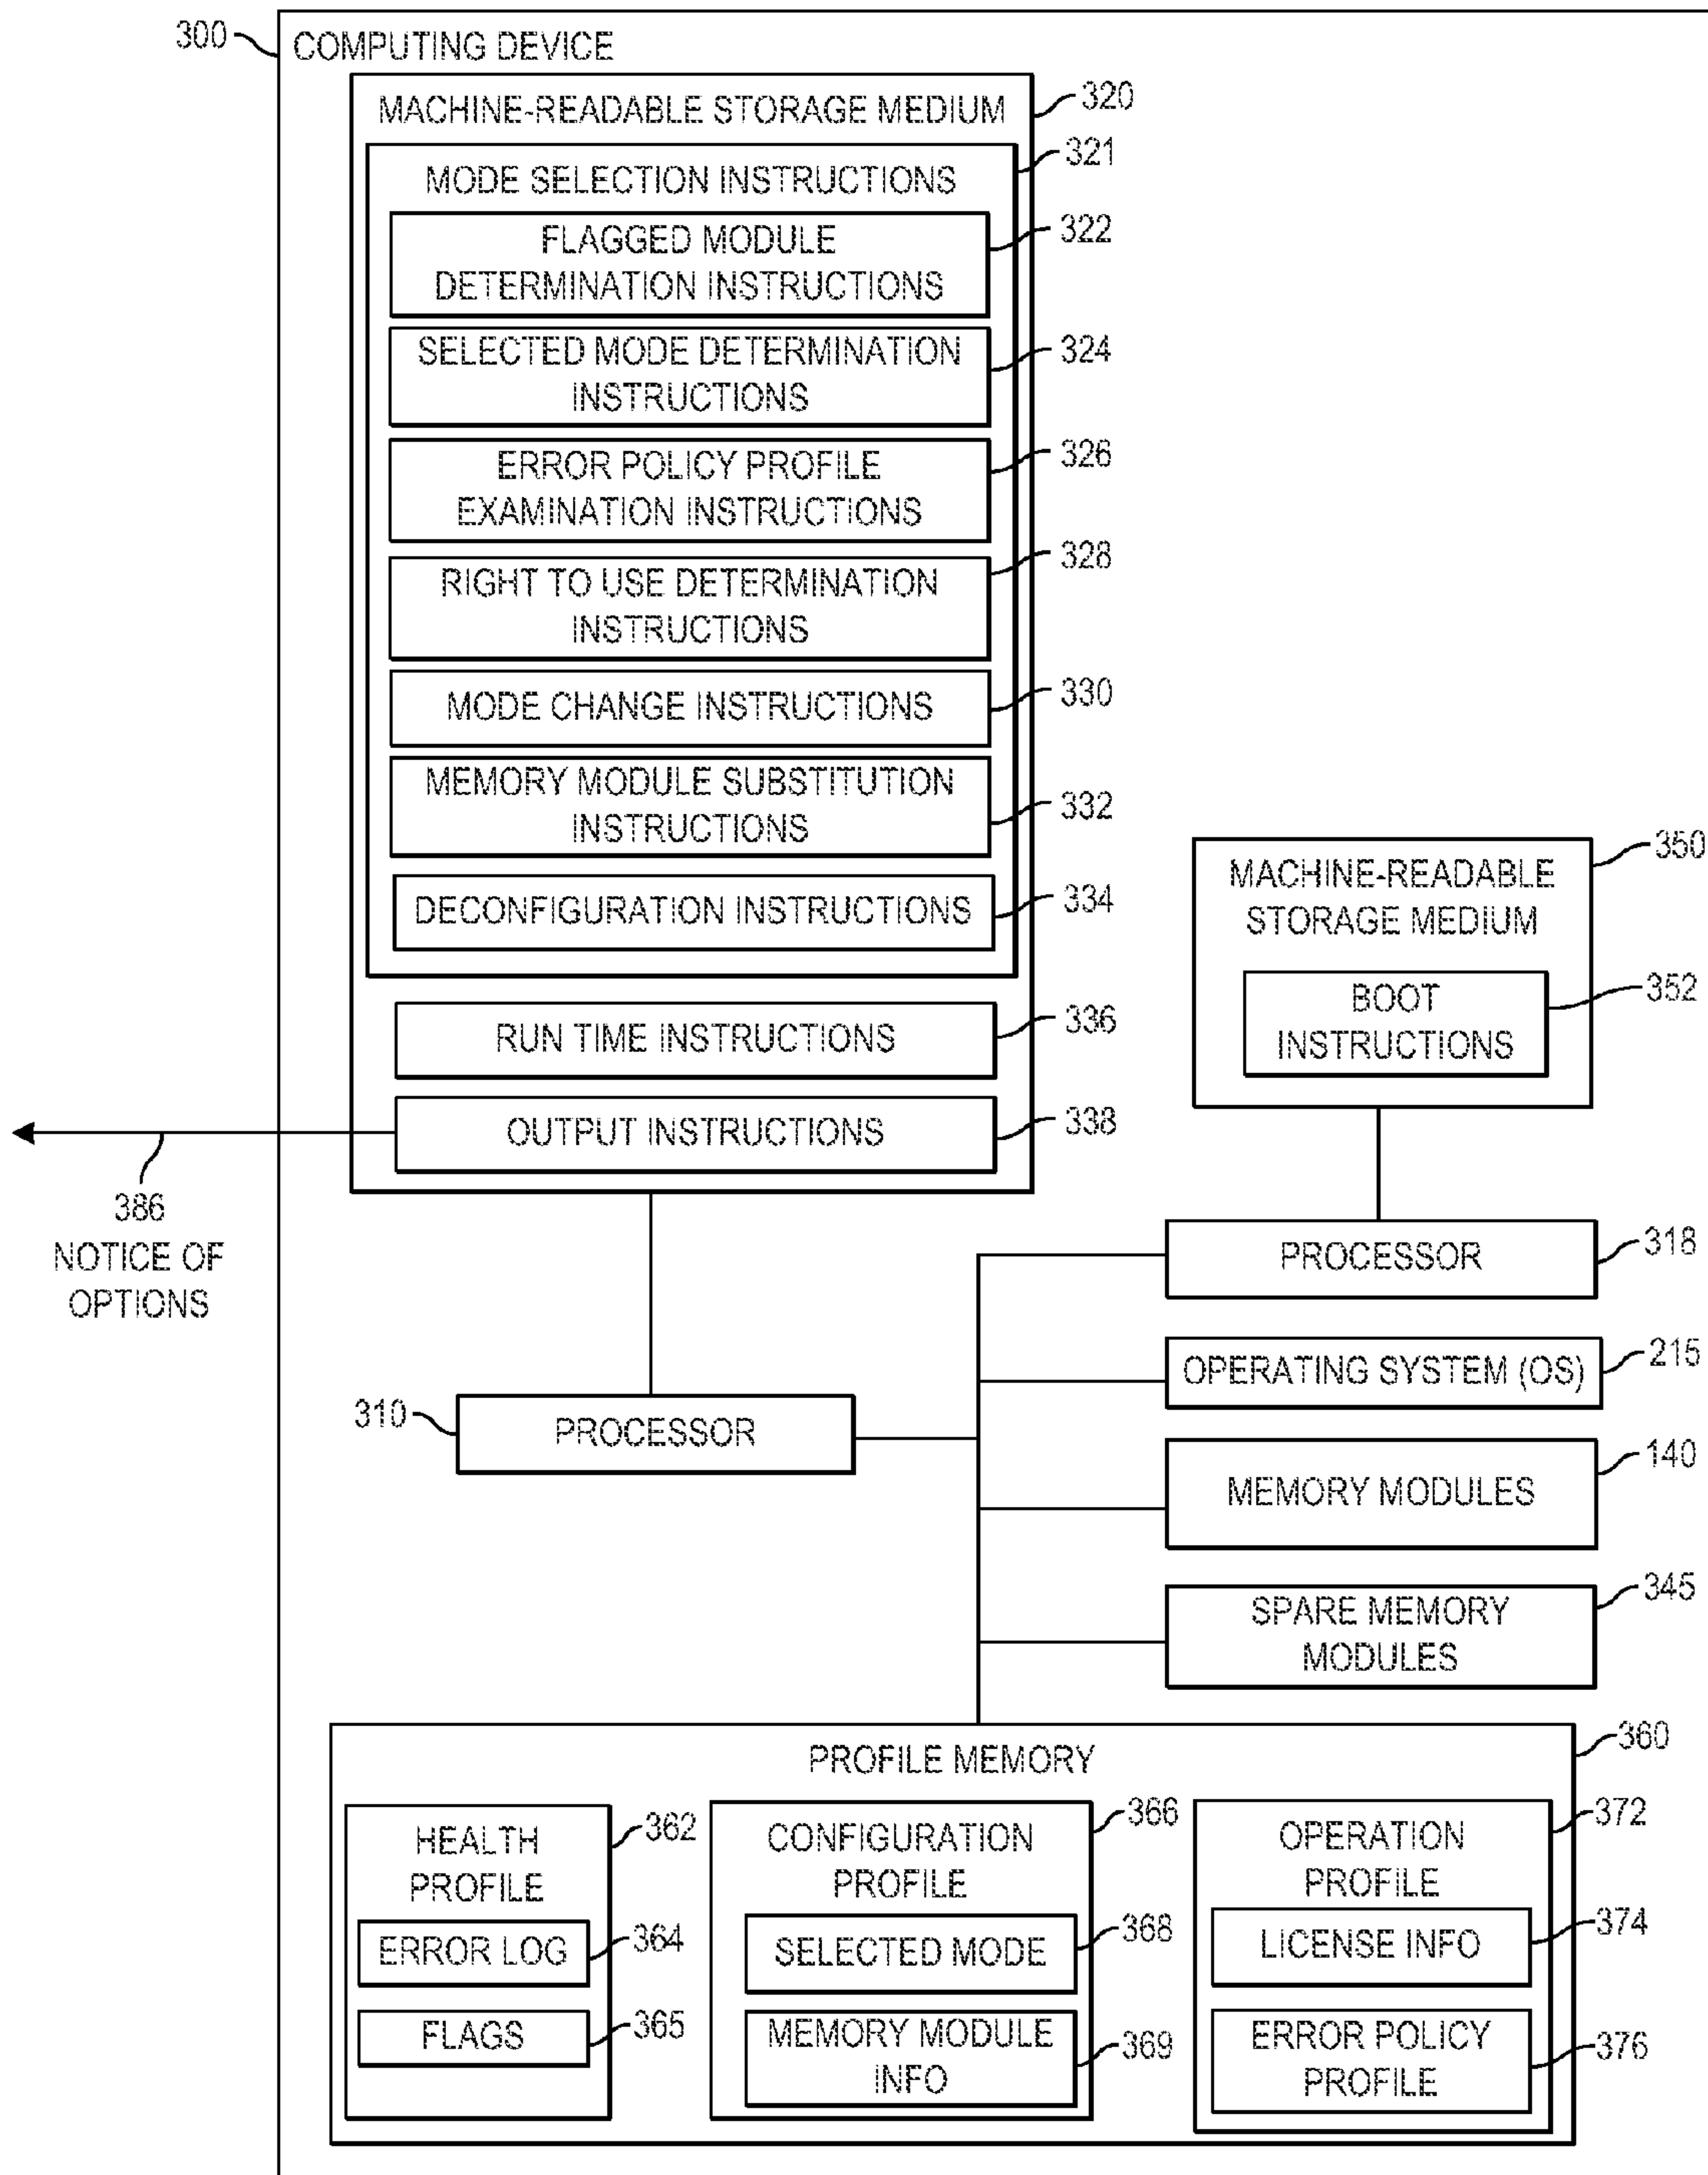 300
COMPUTING DEVICE
MACHINE-READABLE STORAGE MEDIUM
320
MODE SELECTION INSTRUCTIONS
321
FLAGGED MODULE
DETERMINATION INSTRUCTIONS
322
SELECTED MODE DETERMINATION
INSTRUCTIONS
324
ERROR POLICY PROFILE
EXAMINATION INSTRUCTIONS
326
RIGHT TO USE DETERMINATION
INSTRUCTIONS
328
MODE CHANGE INSTRUCTIONS
330
MEMORY MODULE SUBSTITUTION
INSTRUCTIONS
332
DECONFIGURATION INSTRUCTIONS
334
RUN TIME INSTRUCTIONS
336
OUTPUT INSTRUCTIONS
338
386
NOTICE OF
OPTIONS
MACHINE-READABLE
STORAGE MEDIUM
350
BOOT
INSTRUCTIONS
352
PROCESSOR
318
OPERATING SYSTEM (OS)
215
310
PROCESSOR
MEMORY MODULES
140
SPARE MEMORY
MODULES
345
PROFILE MEMORY
360
HEALTH
PROFILE
362
ERROR LOG
364
FLAGS
365
CONFIGURATION
PROFILE
366
SELECTED MODE
368
MEMORY MODULE
INFO
369
OPERATION
PROFILE
372
LICENSE INFO
374
ERROR POLICY
PROFILE
376